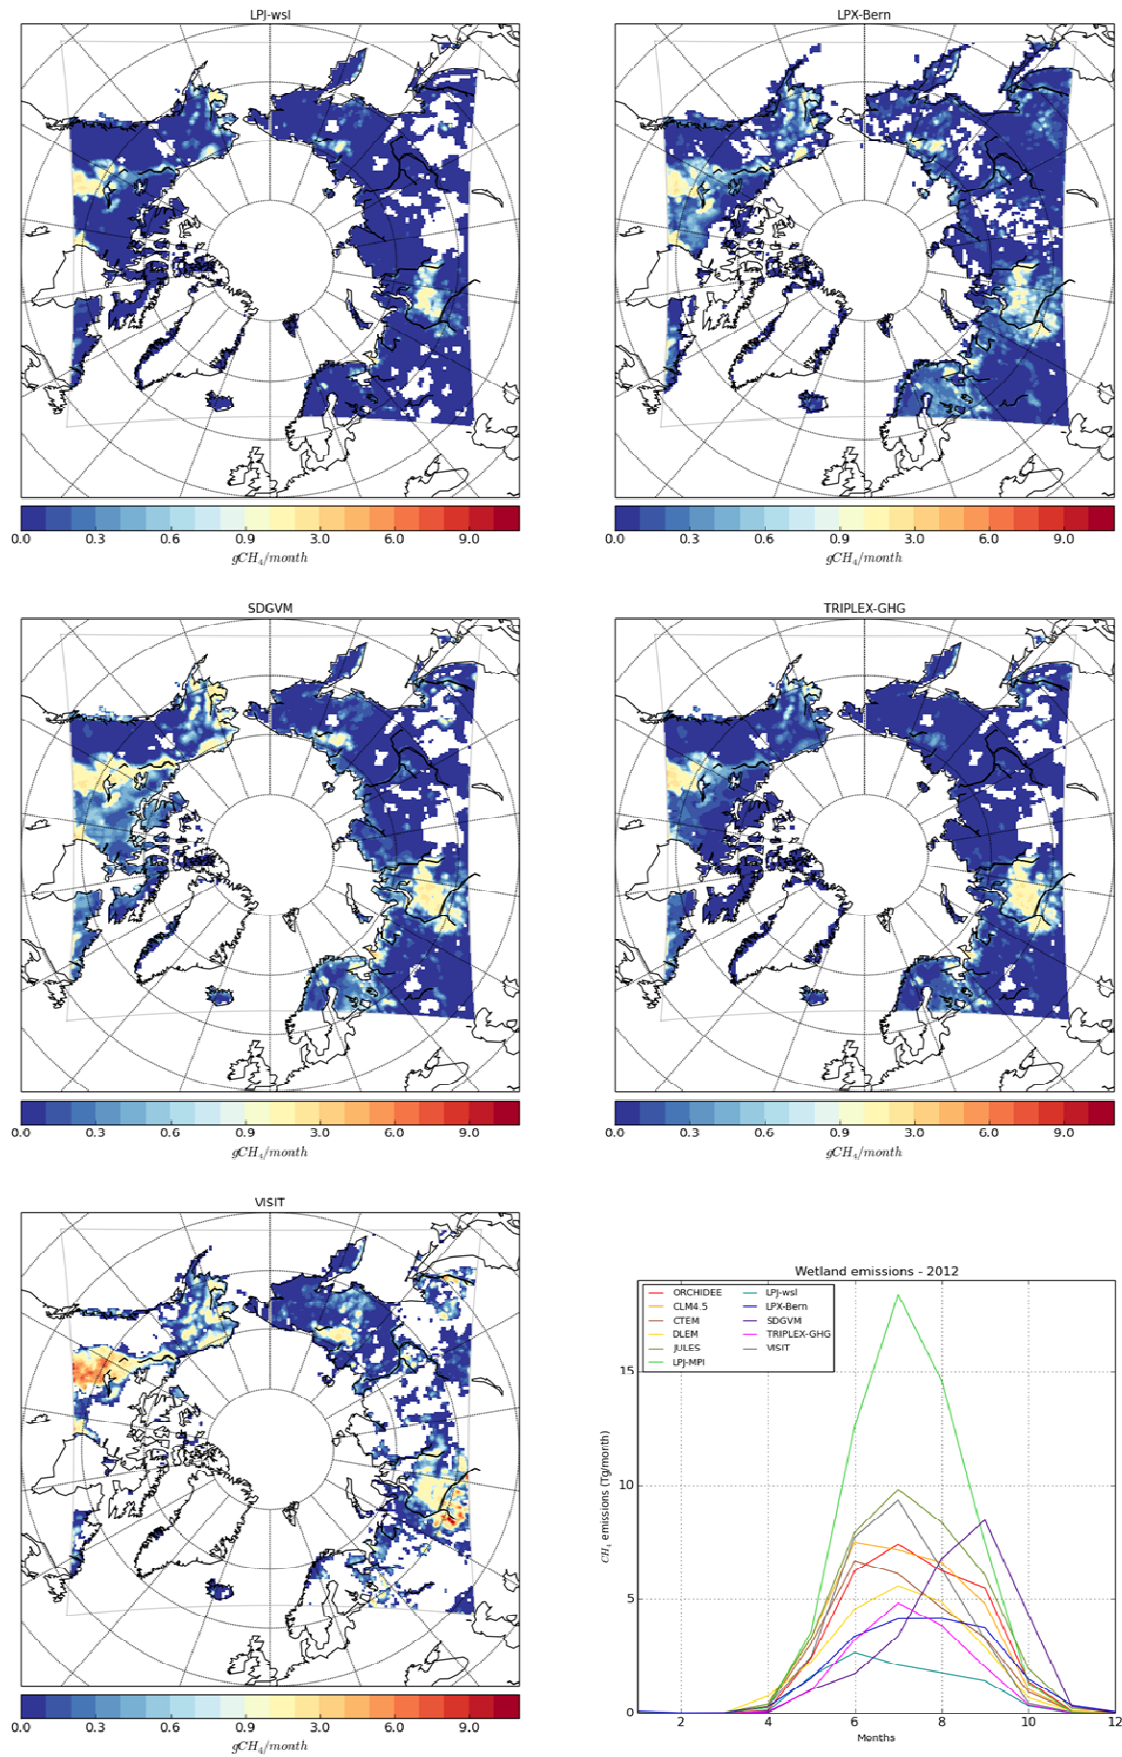 LPJ-wsl
LPX-Bern
0.0 0.3 0.6 0.9 3.0 6.0 9.0
gCH4/month
0.0 0.3 0.6 0.9 3.0 6.0 9.0
gCH4/month
SDGVM
TRIPLEX-GHG
0.0 0.3 0.6 0.9 3.0 6.0 9.0
gCH4/month
0.0 0.3 0.6 0.9 3.0 6.0 9.0
gCH4/month
VISIT
0.0 0.3 0.6 0.9 3.0 6.0 9.0
gCH4/month
Wetland emissions - 2012
ORCHIDEE
CLM4.5
CTEM
DLEM
JULES
LPJ-MPI
LPJ-wsl
LPX-Bern
SDGVM
TRIPLEX-GHG
VISIT
CH4 emissions (Tg/month)
15
10
5
0
2 4 6 8 10 12
Months